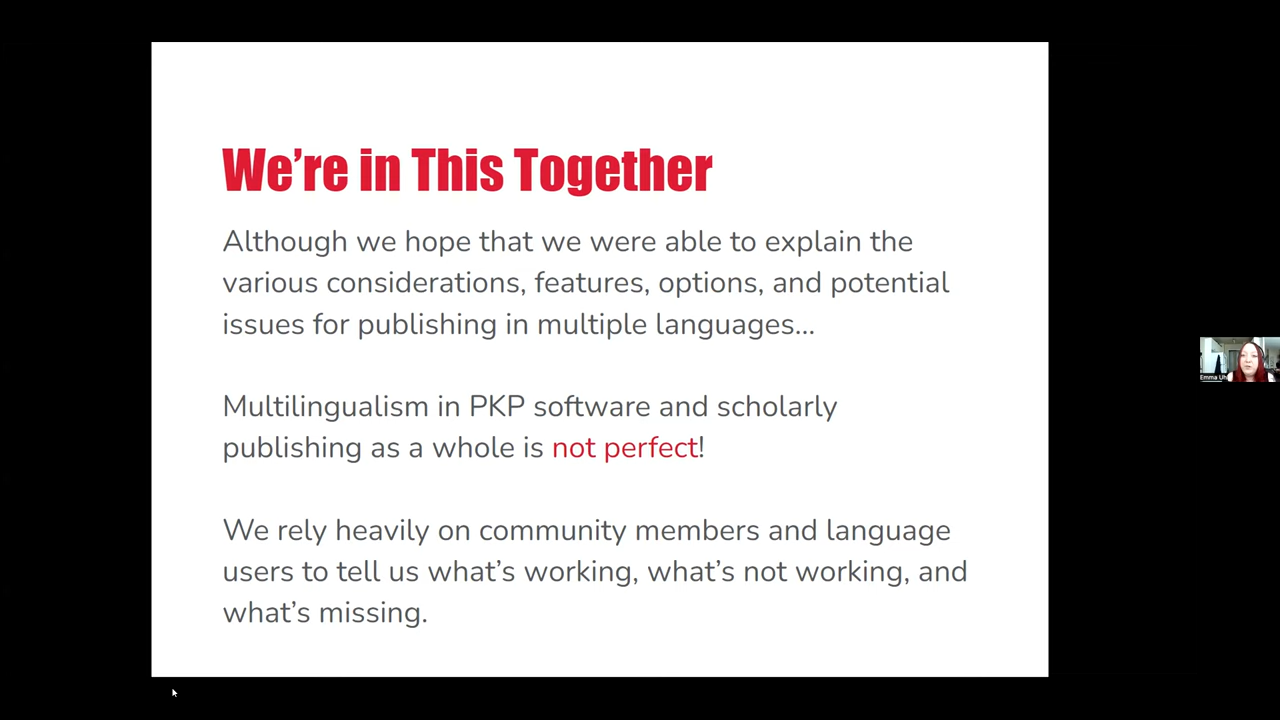 We're in This Together
Although we hope that we were able to explain the
various considerations, features, options, and potential
issues for publishing in multiple languages...
Multilingualism in PKP software and scholarly
publishing as a whole is not perfect!
We rely heavily on community members and language
users to tell us what's working, what's not working, and
what's missing.
Emma